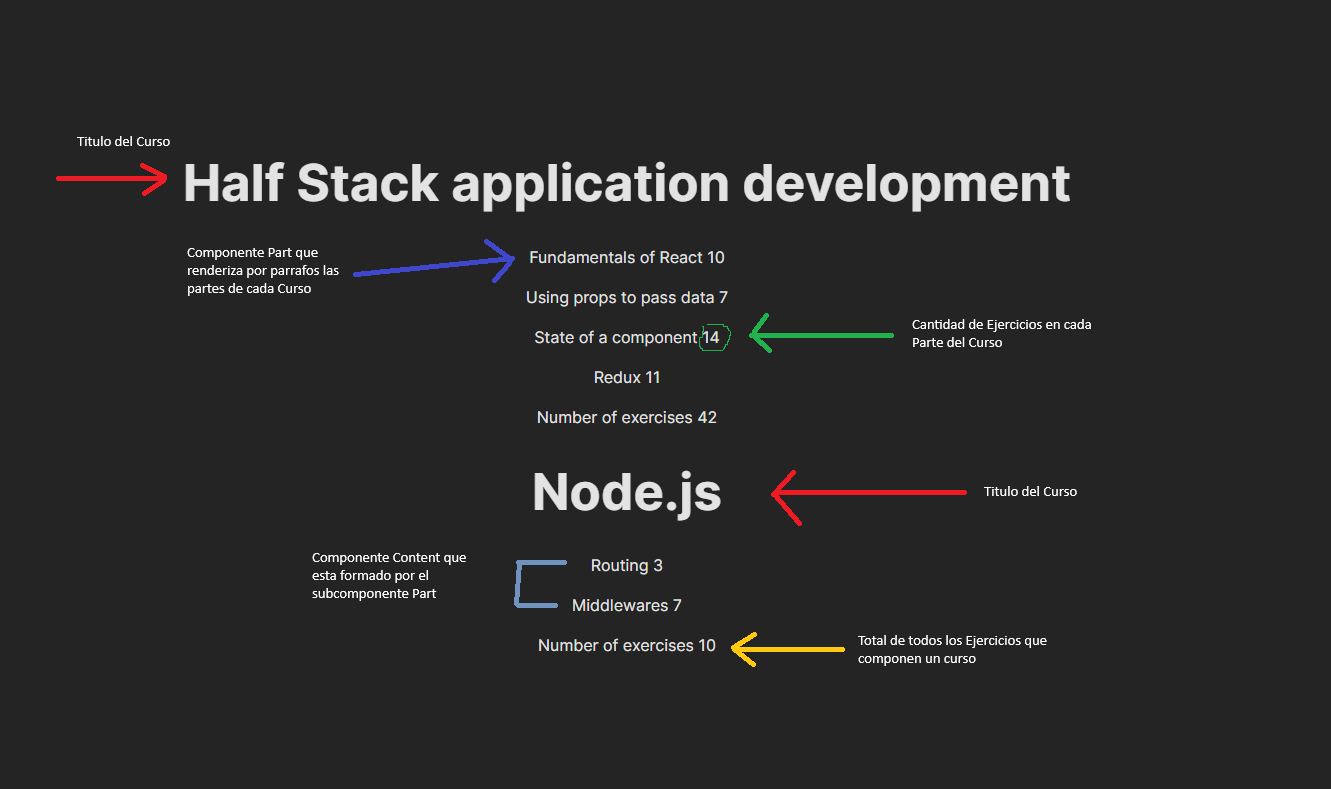 Titulo del Curso
Half Stack application development
Componente Part que
renderiza por parrafos las
partes de cada Curso
Fundamentals of React 10
Using props to pass data 7
State of a component 14
Cantidad de Ejercicios en cada
Parte del Curso
Redux 11
Number of exercises 42
Node.js
Titulo del Curso
Componente Content que
esta formado por el
subcomponente Part
Routing 3
Middlewares 7
Number of exercises 10
Total de todos los Ejercicios que
componen un curso